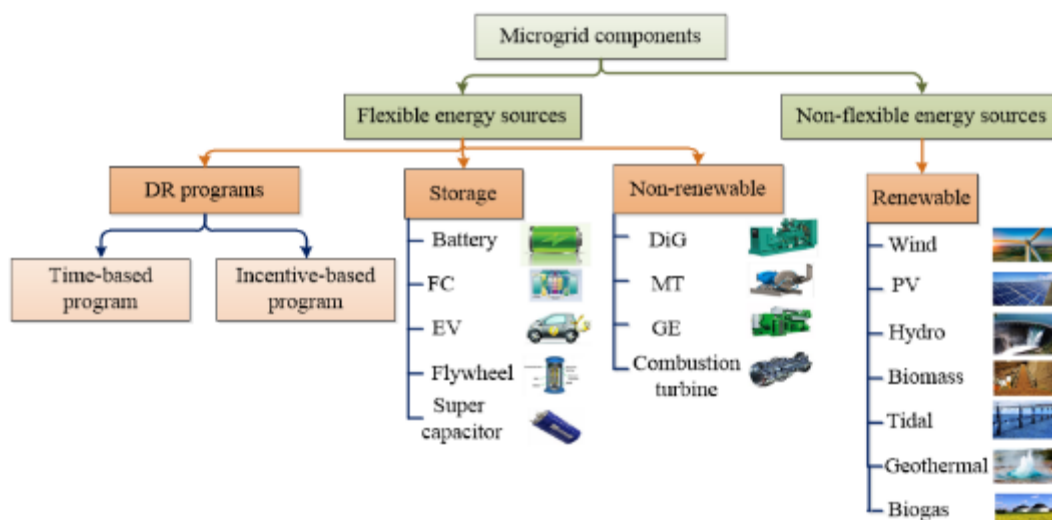 Microgrid components
Flexible energy sources
Non-flexible energy sources
DR programs
Storage
Non-renewable
Renewable
Time-based
program
Incentive-based
program
Battery
FC
EV
Flywheel
Super
capacitor
DiG
MT
GE
Combustion
turbine
Wind
PV
Hydro
Biomass
Tidal
Geothermal
Biogas